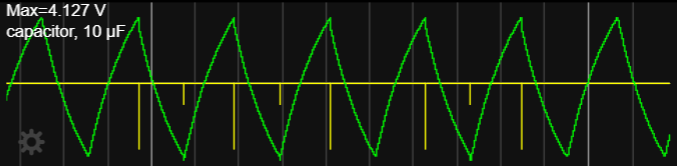 Max=4.127 V
capacitor, 10 μF